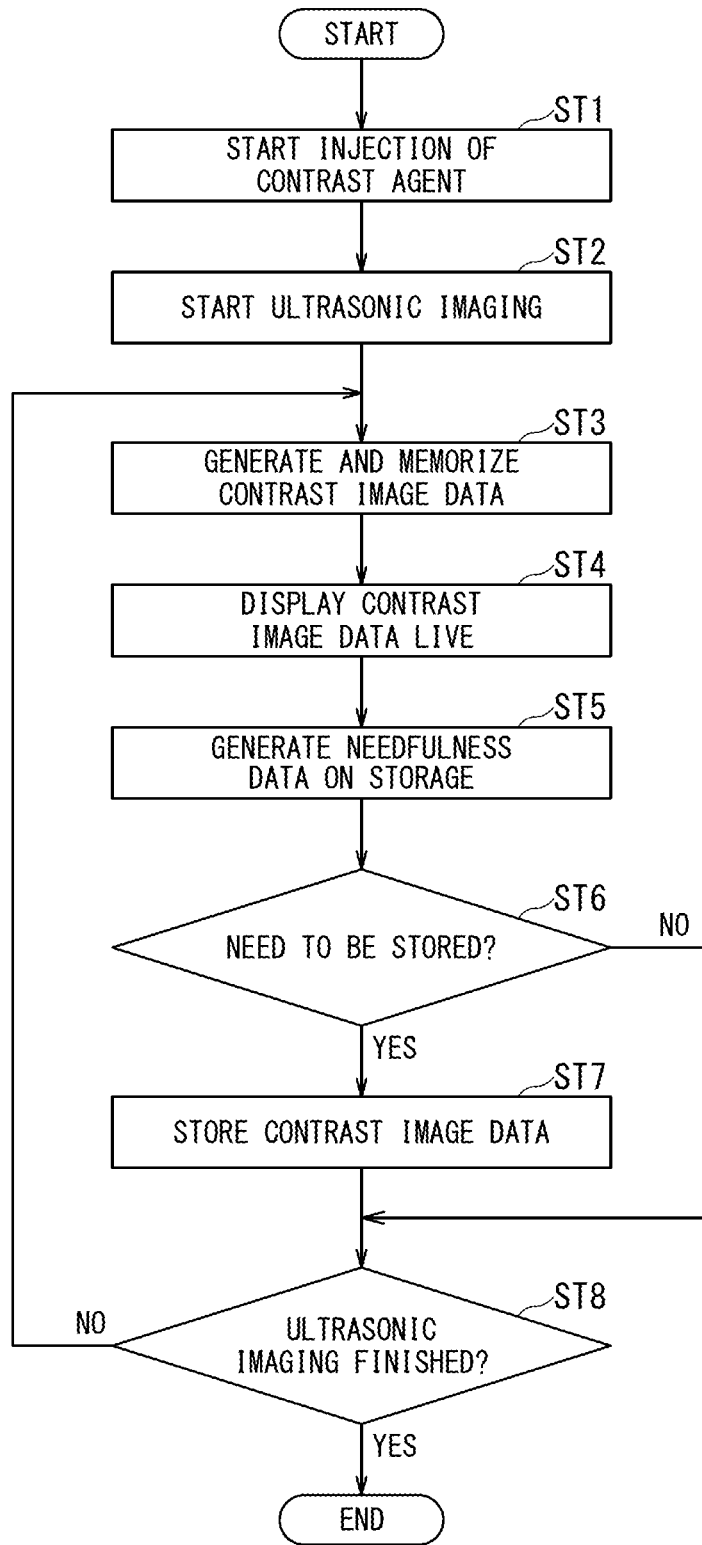 START
ST1
START INJECTION OF
CONTRAST AGENT
ST2
START ULTRASONIC IMAGING
ST3
GENERATE AND MEMORIZE
CONTRAST IMAGE DATA
ST4
DISPLAY CONTRAST
IMAGE DATA LIVE
ST5
GENERATE NEEDFULNESS
DATA ON STORAGE
ST6
NEED TO BE STORED?
NO
YES
ST7
STORE CONTRAST IMAGE DATA
ST8
NO
ULTRASONIC
IMAGING FINISHED?
YES
END